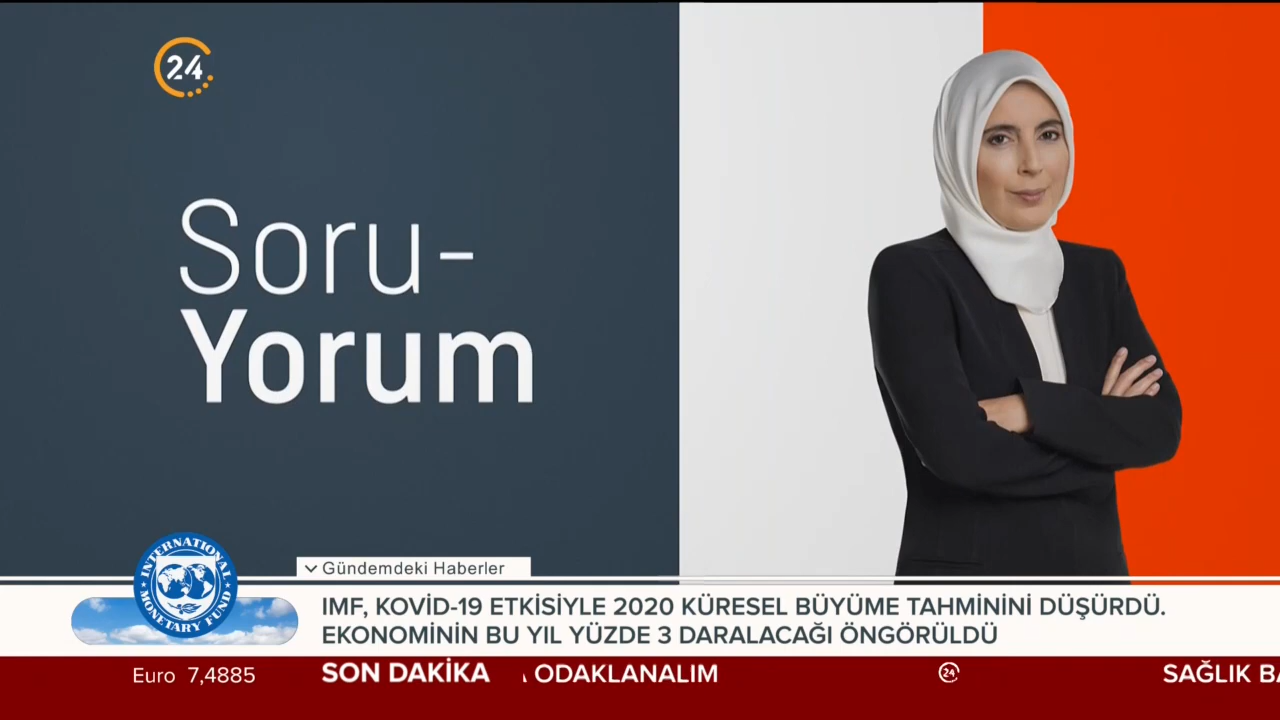 24
Soru-
Yorum
Gündemdeki Haberler
INTERNATIONAL
MONETARY FUND
IMF, KOVİD-19 ETKİSİYLE 2020 KÜRESEL BÜYÜME TAHMİNİNİ DÜŞÜRDÜ.
EKONOMİNİN BU YIL YÜZDE 3 DARALACAĞI ÖNGÖRÜLDÜ
Euro 7,4885 SON DAKİKA ODAKLANALIM 24 SAĞLIK